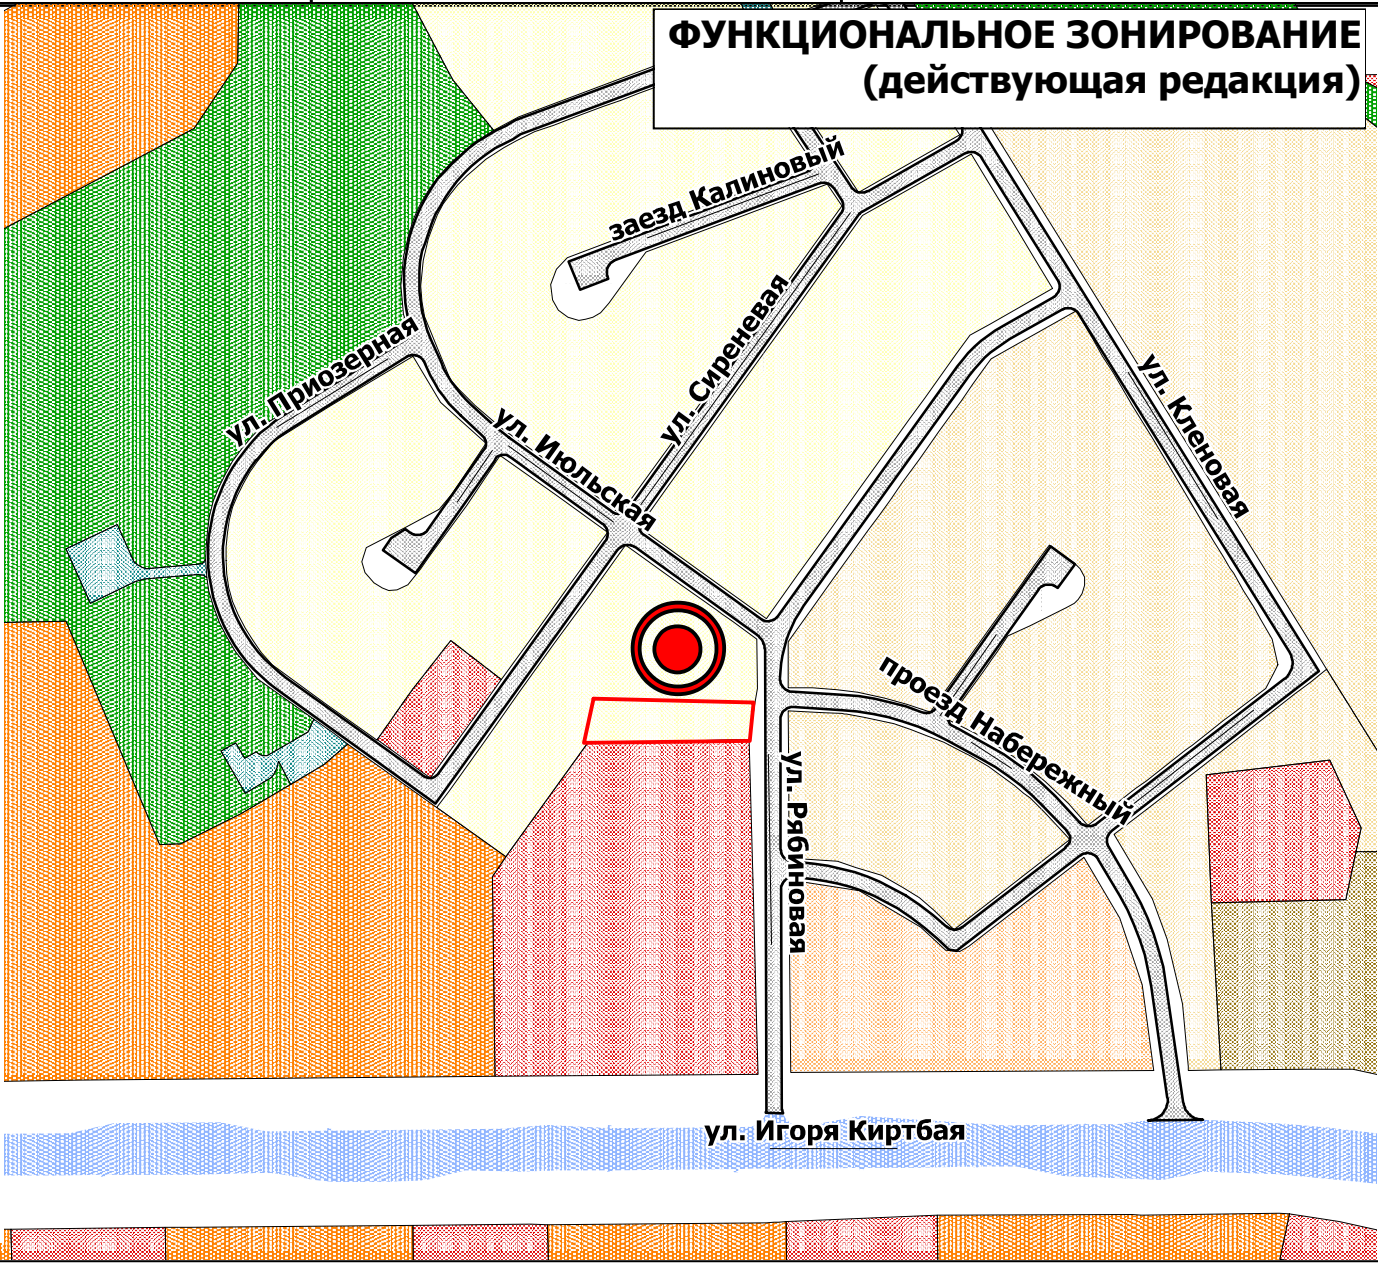 ФУНКЦИОНАЛЬНОЕ ЗОНИРОВАНИЕ
(действующая редакция)
заезд Калиновый
ул. Сиреневая
ул. Приозерная
ул. Июльская
ул. Кленовая
проезд Набережный
ул. Рябиновая
ул. Игоря Киртбая